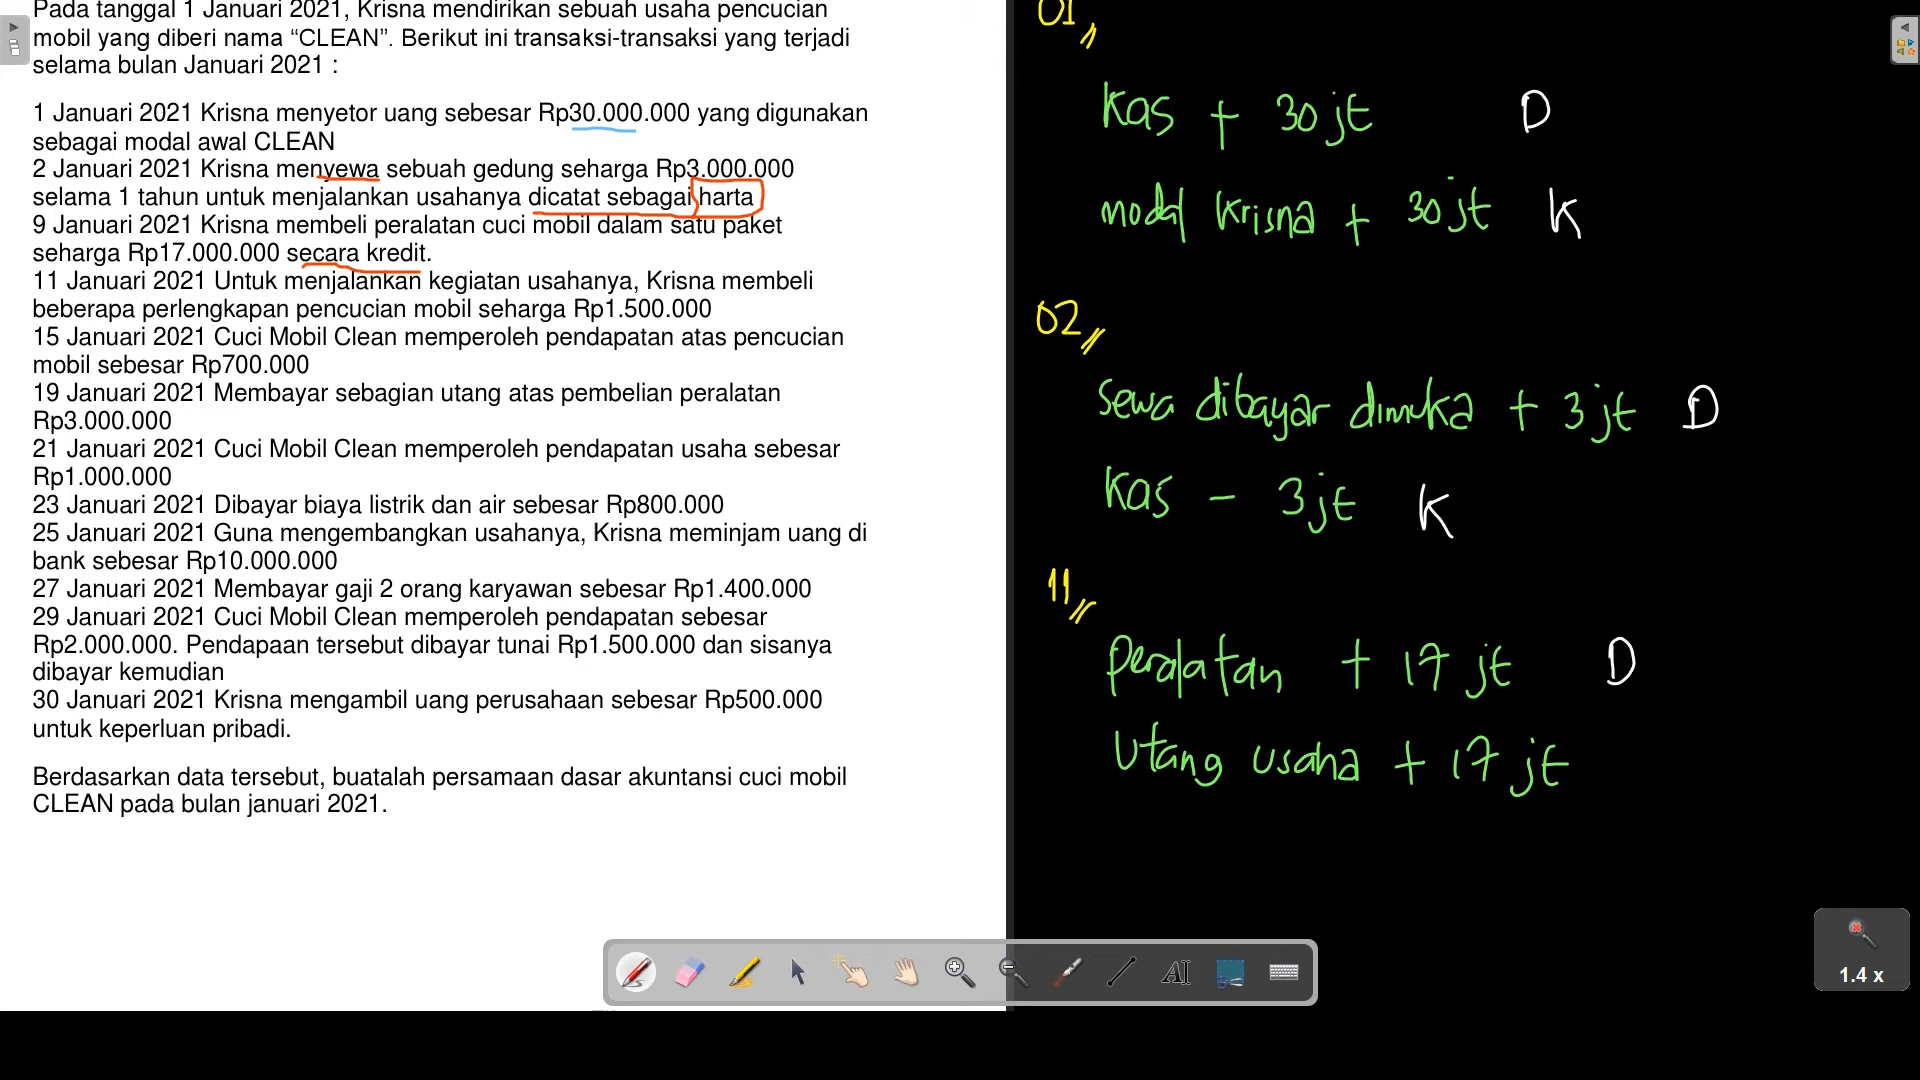 Pada tanggal 1 Januari 2021, Krisna mendirikan sebuah usaha pencucian
mobil yang diberi nama “CLEAN”. Berikut ini transaksi-transaksi yang terjadi
selama bulan Januari 2021 :
1 Januari 2021 Krisna menyetor uang sebesar Rp30.000.000 yang digunakan
sebagai modal awal CLEAN
2 Januari 2021 Krisna menyewa sebuah gedung seharga Rp3.000.000
selama 1 tahun untuk menjalankan usahanya dicatat sebagai harta
9 Januari 2021 Krisna membeli peralatan cuci mobil dalam satu paket
seharga Rp17.000.000 secara kredit.
11 Januari 2021 Untuk menjalankan kegiatan usahanya, Krisna membeli
beberapa perlengkapan pencucian mobil seharga Rp1.500.000
15 Januari 2021 Cuci Mobil Clean memperoleh pendapatan atas pencucian
mobil sebesar Rp700.000
19 Januari 2021 Membayar sebagian utang atas pembelian peralatan
Rp3.000.000
21 Januari 2021 Cuci Mobil Clean memperoleh pendapatan usaha sebesar
Rp1.000.000
23 Januari 2021 Dibayar biaya listrik dan air sebesar Rp800.000
25 Januari 2021 Guna mengembangkan usahanya, Krisna meminjam uang di
bank sebesar Rp10.000.000
27 Januari 2021 Membayar gaji 2 orang karyawan sebesar Rp1.400.000
29 Januari 2021 Cuci Mobil Clean memperoleh pendapatan sebesar
Rp2.000.000. Pendapaan tersebut dibayar tunai Rp1.500.000 dan sisanya
dibayar kemudian
30 Januari 2021 Krisna mengambil uang perusahaan sebesar Rp500.000
untuk keperluan pribadi.
Berdasarkan data tersebut, buatalah persamaan dasar akuntansi cuci mobil
CLEAN pada bulan januari 2021.
01
Kas + 30 jt D
modal Krisna + 30 jt K
02
Sewa dibayar dimuka + 3 jt D
Kas - 3 jt K
11
Peralatan + 17 jt D
Utang usaha + 17 jt
AI
1.4 x